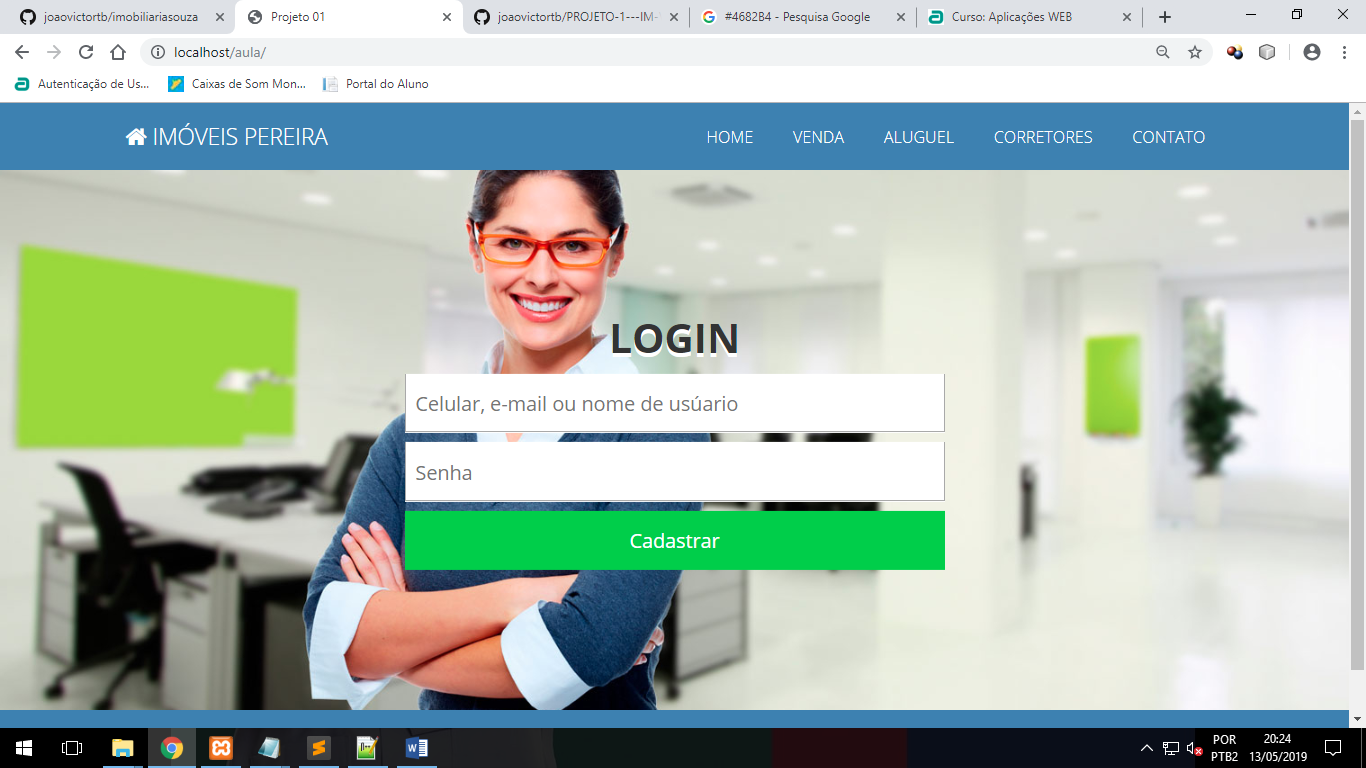 joaovictortb/imobiliariasouza
Projeto 01
joaovictortb/PROJETO-1---IM-
#4682B4 - Pesquisa Google
Curso: Aplicações WEB
localhost/aula/
Autenticação de Us...
Caixas de Som Mon...
Portal do Aluno
IMÓVEIS PEREIRA
HOME
VENDA
ALUGUEL
CORRETORES
CONTATO
LOGIN
Celular, e-mail ou nome de usúario
Senha
Cadastrar
POR
PTB2
20:24
13/05/2019